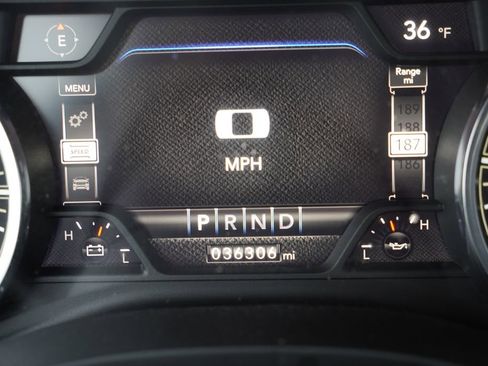 E
36 °F
MENU
Range
mi
189
188
SPEED
187
186
0
MPH
P R N D
H
L
036306 mi
H
L